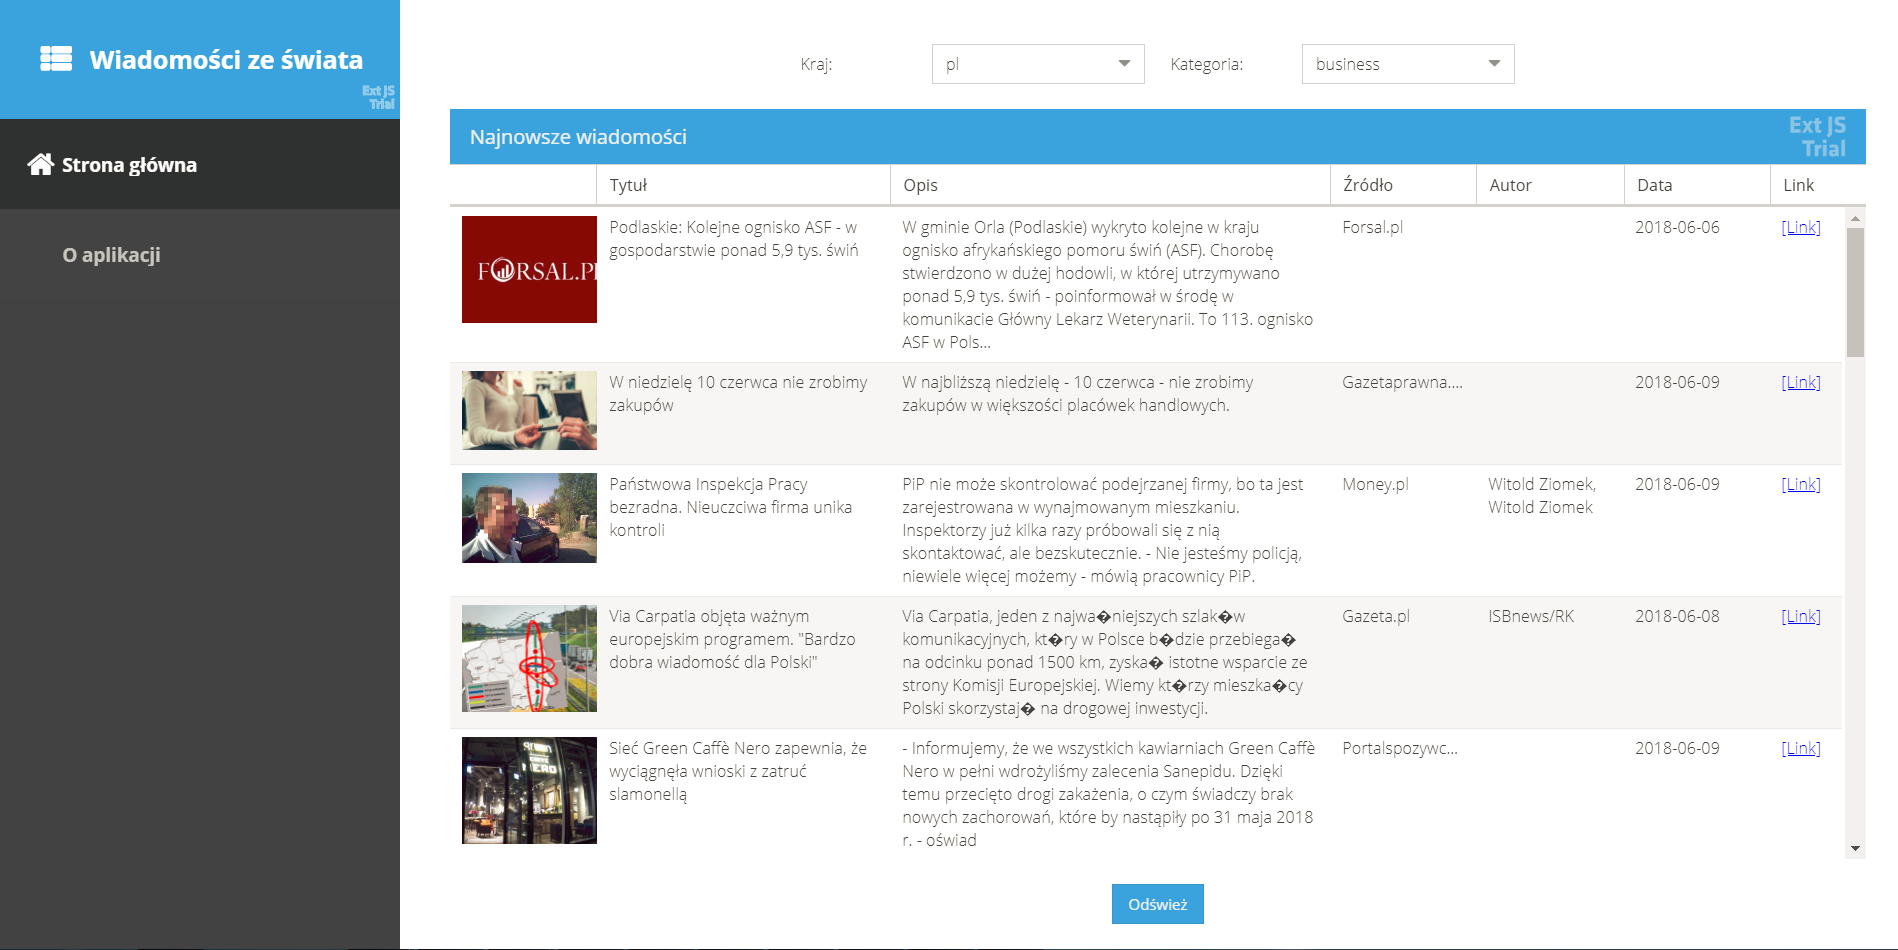 Wiadomości ze świata
Ext JS
Trial
Strona główna
O aplikacji
Kraj:
pl
Kategoria:
business
Najnowsze wiadomości
Ext JS
Trial
Tytuł
Opis
Źródło
Autor
Data
Link
FORSAL.P
Podlaskie: Kolejne ognisko ASF - w
gospodarstwie ponad 5,9 tys. świń
W gminie Orla (Podlaskie) wykryto kolejne w kraju
ognisko afrykańskiego pomoru świń (ASF). Chorobę
stwierdzono w dużej hodowli, w której utrzymywano
ponad 5,9 tys. świń - poinformował w środę w
komunikacie Główny Lekarz Weterynarii. To 113. ognisko
ASF w Pols...
Forsal.pl
2018-06-06
[Link]
W niedzielę 10 czerwca nie zrobimy
zakupów
W najbliższą niedzielę - 10 czerwca - nie zrobimy
zakupów w większości placówek handlowych.
Gazetaprawna....
2018-06-09
[Link]
Państwowa Inspekcja Pracy
bezradna. Nieuczciwa firma unika
kontroli
PiP nie może skontrolować podejrzanej firmy, bo ta jest
zarejestrowana w wynajmowanym mieszkaniu.
Inspektorzy już kilka razy próbowali się z nią
skontaktować, ale bezskutecznie. - Nie jesteśmy policją,
niewiele więcej możemy - mówią pracownicy PiP.
Money.pl
Witold Ziomek,
Witold Ziomek
2018-06-09
[Link]
Via Carpatia objęta ważnym
europejskim programem. "Bardzo
dobra wiadomość dla Polski"
Via Carpatia, jeden z najwa�niejszych szlak�w
komunikacyjnych, kt�ry w Polsce b�dzie przebiega�
na odcinku ponad 1500 km, zyska� istotne wsparcie ze
strony Komisji Europejskiej. Wiemy kt�rzy mieszka�cy
Polski skorzystaj� na drogowej inwestycji.
Gazeta.pl
ISBnews/RK
2018-06-08
[Link]
NERO
Sieć Green Caffè Nero zapewnia, że
wyciągnęła wnioski z zatruć
slamonellą
- Informujemy, że we wszystkich kawiarniach Green Caffè
Nero w pełni wdrożyliśmy zalecenia Sanepidu. Dzięki
temu przecięto drogi zakażenia, o czym świadczy brak
nowych zachorowań, które by nastąpiły po 31 maja 2018
r. - oświad
Portalspozywc...
2018-06-09
[Link]
Odśwież